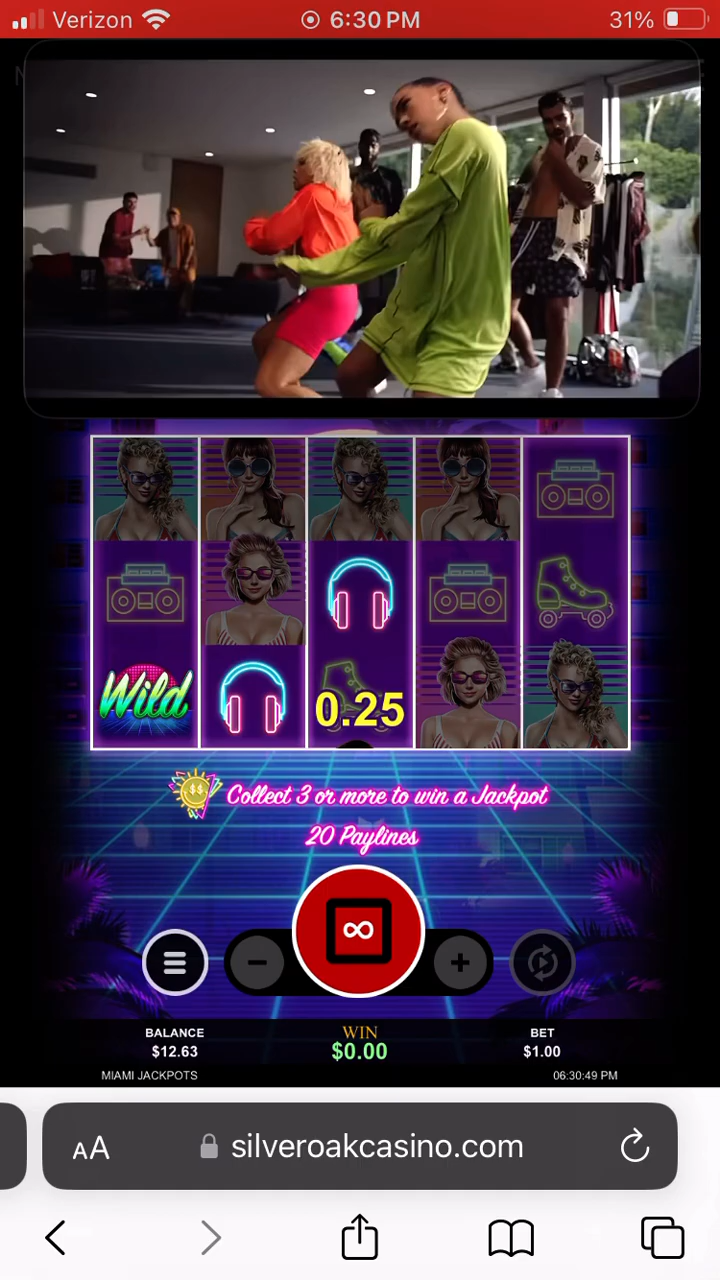 Verizon 6:30 PM 31%
Wild
0.25
$$
Collect 3 or more to win a Jackpot
20 Paylines
BALANCE WIN BET
$12.63 $0.00 $1.00
MIAMI JACKPOTS 06:30:49 PM
AA silveroakcasino.com